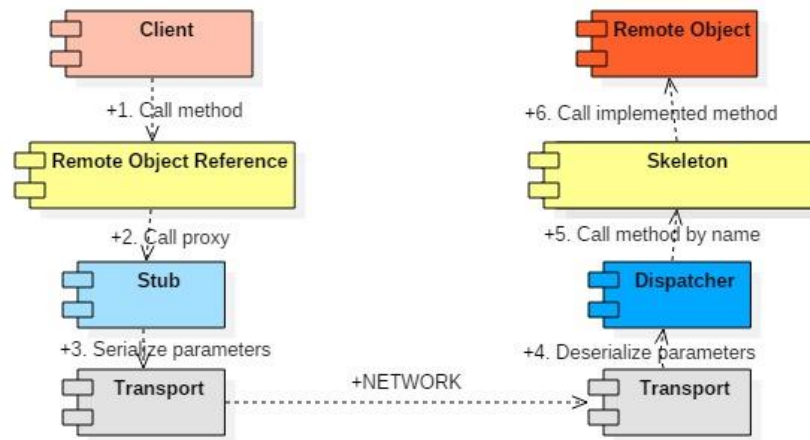 Client
Remote Object
+1. Call method
+6. Call implemented method
Remote Object Reference
Skeleton
+2. Call proxy
+5. Call method by name
Stub
Dispatcher
+3. Serialize parameters
+4. Deserialize parameters
Transport
+NETWORK
Transport